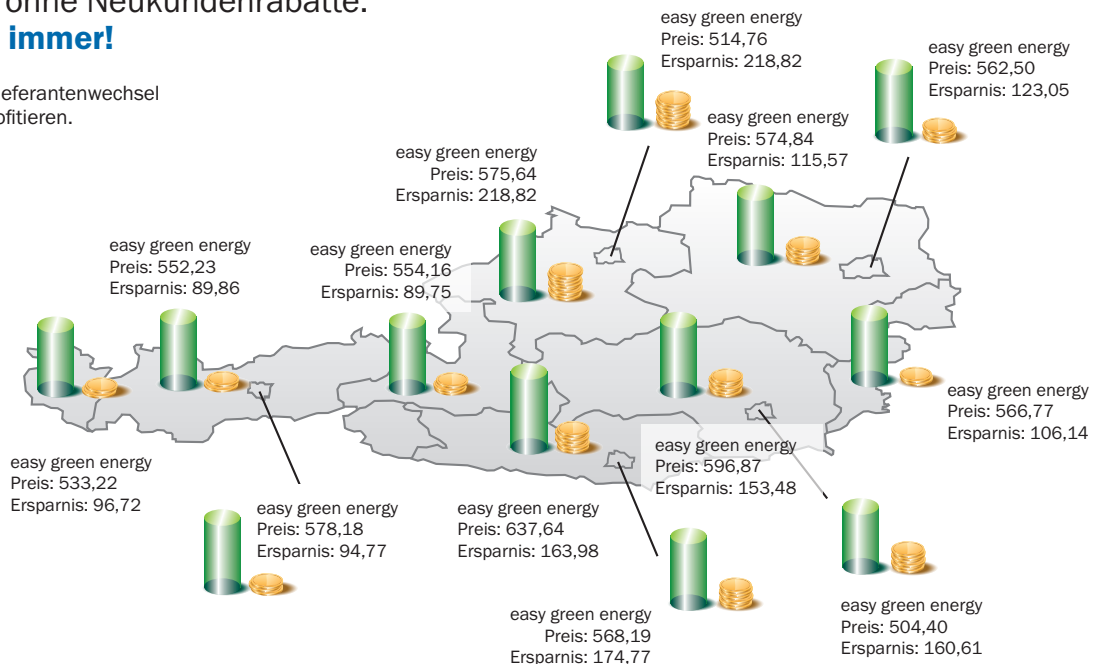 ohne Neukundenrabatte.
immer!
eferantenwechsel
ofitieren.
easy green energy
Preis: 514,76
Ersparnis: 218,82
easy green energy
Preis: 562,50
Ersparnis: 123,05
easy green energy
Preis: 574,84
Ersparnis: 115,57
easy green energy
Preis: 575,64
Ersparnis: 218,82
easy green energy
Preis: 552,23
Ersparnis: 89,86
easy green energy
Preis: 554,16
Ersparnis: 89,75
easy green energy
Preis: 566,77
Ersparnis: 106,14
easy green energy
Preis: 596,87
Ersparnis: 153,48
easy green energy
Preis: 533,22
Ersparnis: 96,72
easy green energy
Preis: 578,18
Ersparnis: 94,77
easy green energy
Preis: 637,64
Ersparnis: 163,98
easy green energy
Preis: 568,19
Ersparnis: 174,77
easy green energy
Preis: 504,40
Ersparnis: 160,61